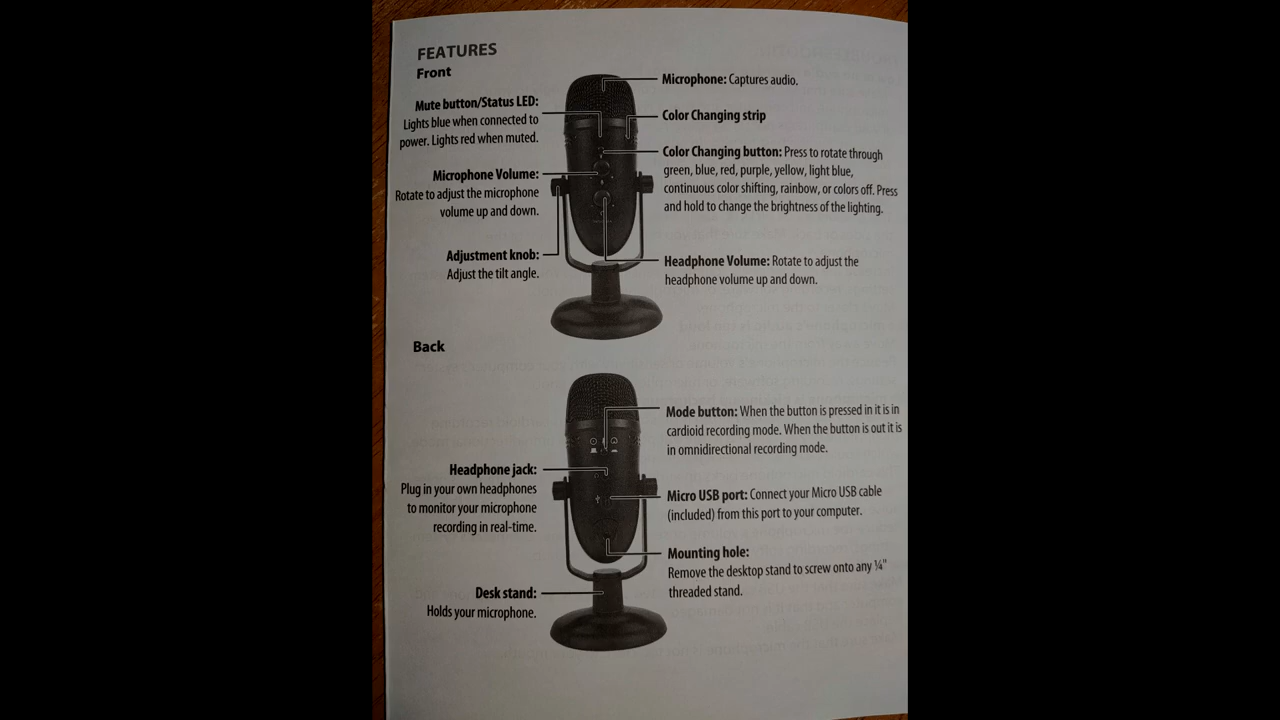 FEATURES
Front
Microphone: Captures audio.
Mute button/Status LED:
Lights blue when connected to
power. Lights red when muted.
Color Changing strip
Color Changing button: Press to rotate through
green, blue, red, purple, yellow, light blue,
continuous color shifting, rainbow, or colors off. Press
and hold to change the brightness of the lighting.
Microphone Volume:
Rotate to adjust the microphone
volume up and down.
Adjustment knob:
Adjust the tilt angle.
Headphone Volume: Rotate to adjust the
headphone volume up and down.
Back
Mode button: When the button is pressed in it is in
cardioid recording mode. When the button is out it is
in omnidirectional recording mode.
Headphone jack:
Plug in your own headphones
to monitor your microphone
recording in real-time.
Micro USB port: Connect your Micro USB cable
(included) from this port to your computer.
Mounting hole:
Remove the desktop stand to screw onto any ¼"
threaded stand.
Desk stand:
Holds your microphone.